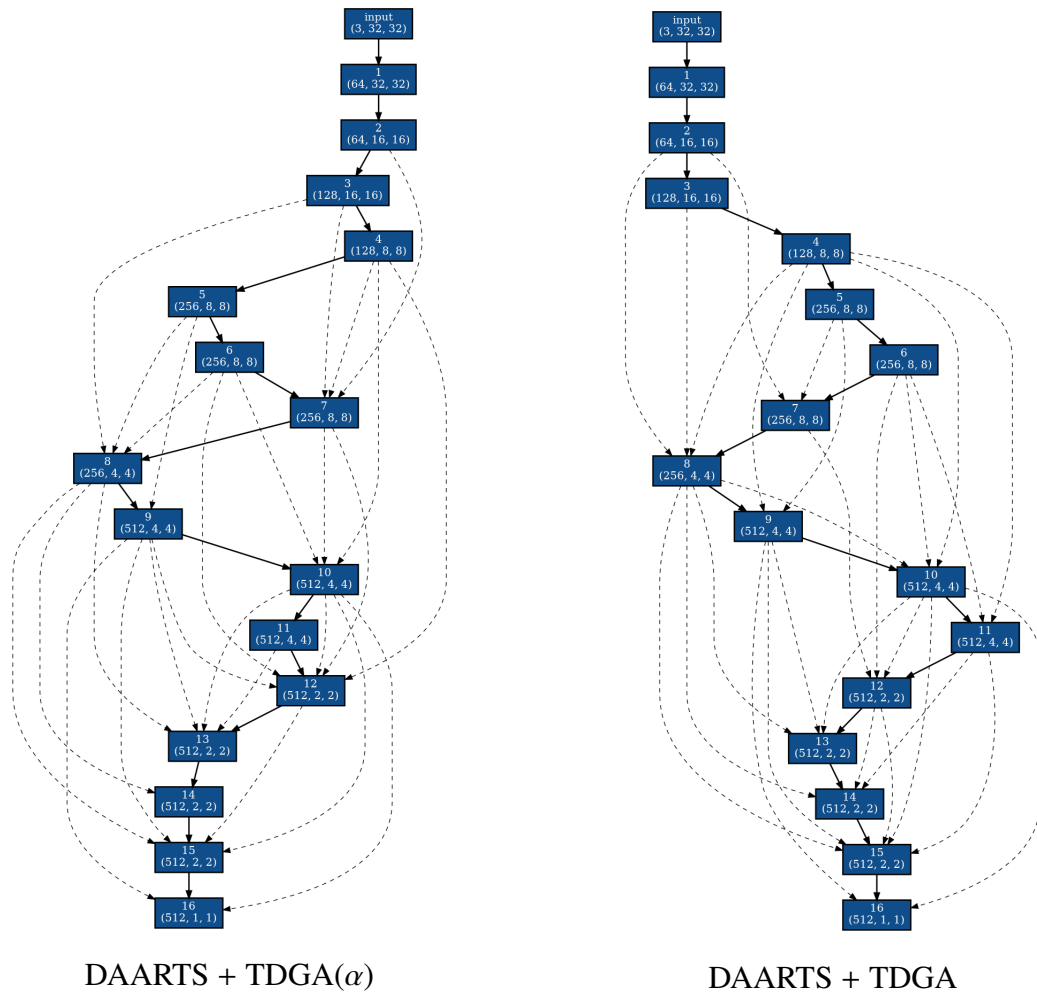 input
(3, 32, 32)
1
(64, 32, 32)
2
(64, 16, 16)
3
(128, 16, 16)
4
(128, 8, 8)
5
(256, 8, 8)
6
(256, 8, 8)
7
(256, 8, 8)
8
(256, 4, 4)
9
(512, 4, 4)
10
(512, 4, 4)
11
(512, 4, 4)
12
(512, 2, 2)
13
(512, 2, 2)
14
(512, 2, 2)
15
(512, 2, 2)
16
(512, 1, 1)
DAARTS + TDGA(α)
input
(3, 32, 32)
1
(64, 32, 32)
2
(64, 16, 16)
3
(128, 16, 16)
4
(128, 8, 8)
5
(256, 8, 8)
6
(256, 8, 8)
7
(256, 8, 8)
8
(256, 4, 4)
9
(512, 4, 4)
10
(512, 4, 4)
11
(512, 4, 4)
12
(512, 2, 2)
13
(512, 2, 2)
14
(512, 2, 2)
15
(512, 2, 2)
16
(512, 1, 1)
DAARTS + TDGA